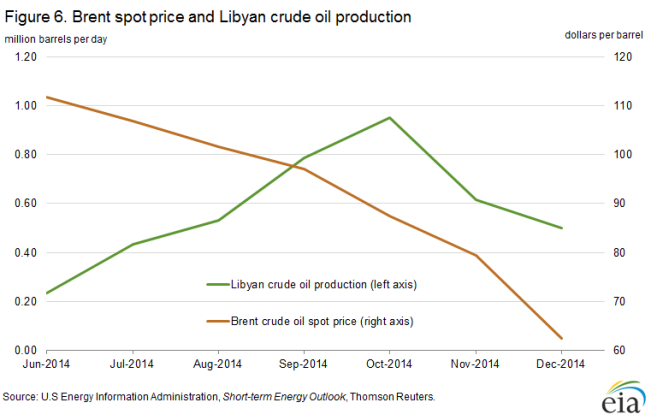 Figure 6. Brent spot price and Libyan crude oil production
million barrels per day
dollars per barrel
1.20
120
1.00
110
0.80
100
0.60
90
0.40
80
Libyan crude oil production (left axis)
0.20
70
Brent crude oil spot price (right axis)
0.00
60
Jun-2014 Jul-2014 Aug-2014 Sep-2014 Oct-2014 Nov-2014 Dec-2014
Source: U.S Energy Information Administration, Short-term Energy Outlook, Thomson Reuters.
eia